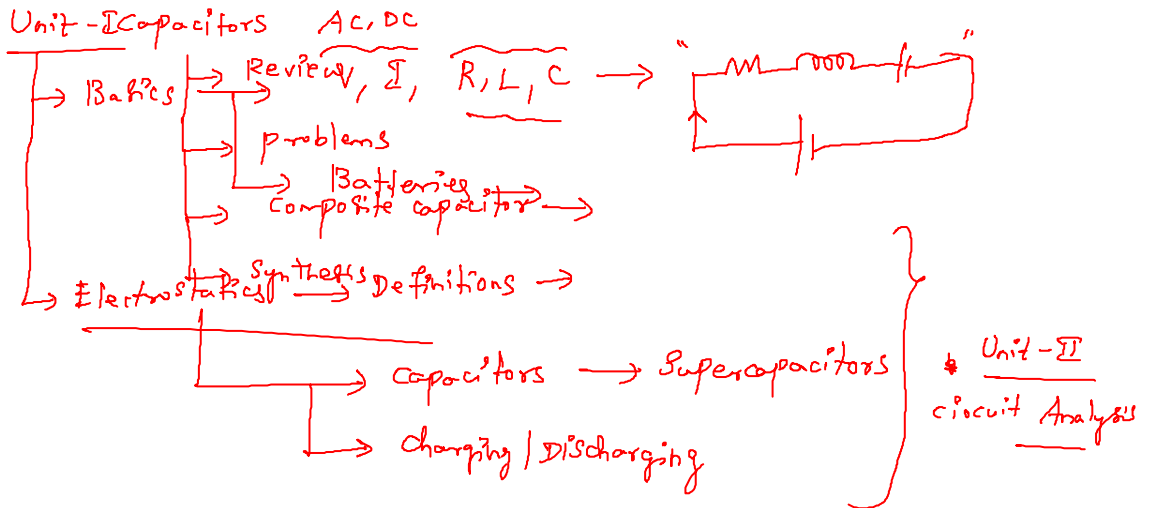 Unit-I Capacitors AC, DC
Basics Review V, I, R, L, C " "
problems
Batteries
Composite capacitor
Synthesis
Electrostatics Definitions
Capacitors Supercapacitors
Unit-II
Circuit Analysis
Charging/Discharging